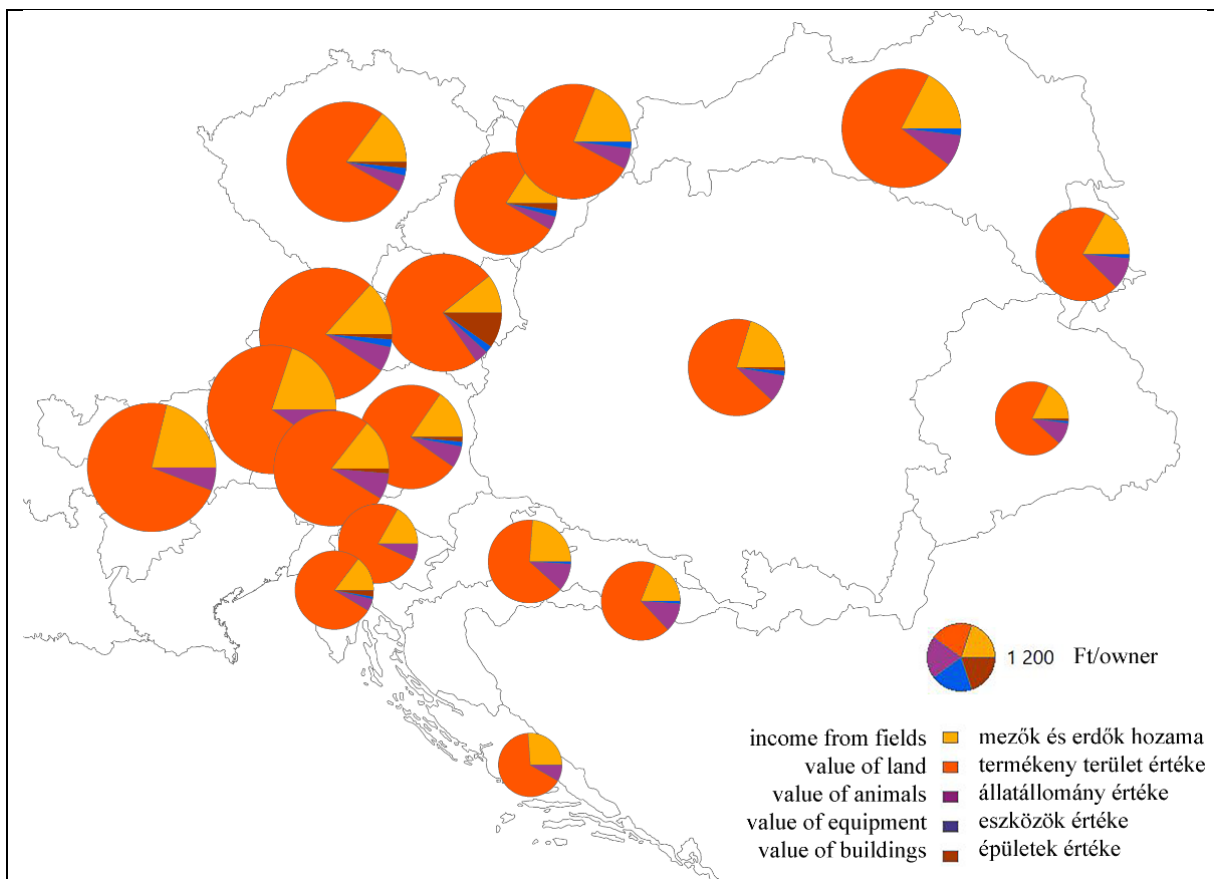 1 200 Ft/owner
income from fields mezők és erdők hozama
value of land termékeny terület értéke
value of animals állatállomány értéke
value of equipment eszközök értéke
value of buildings épületek értéke